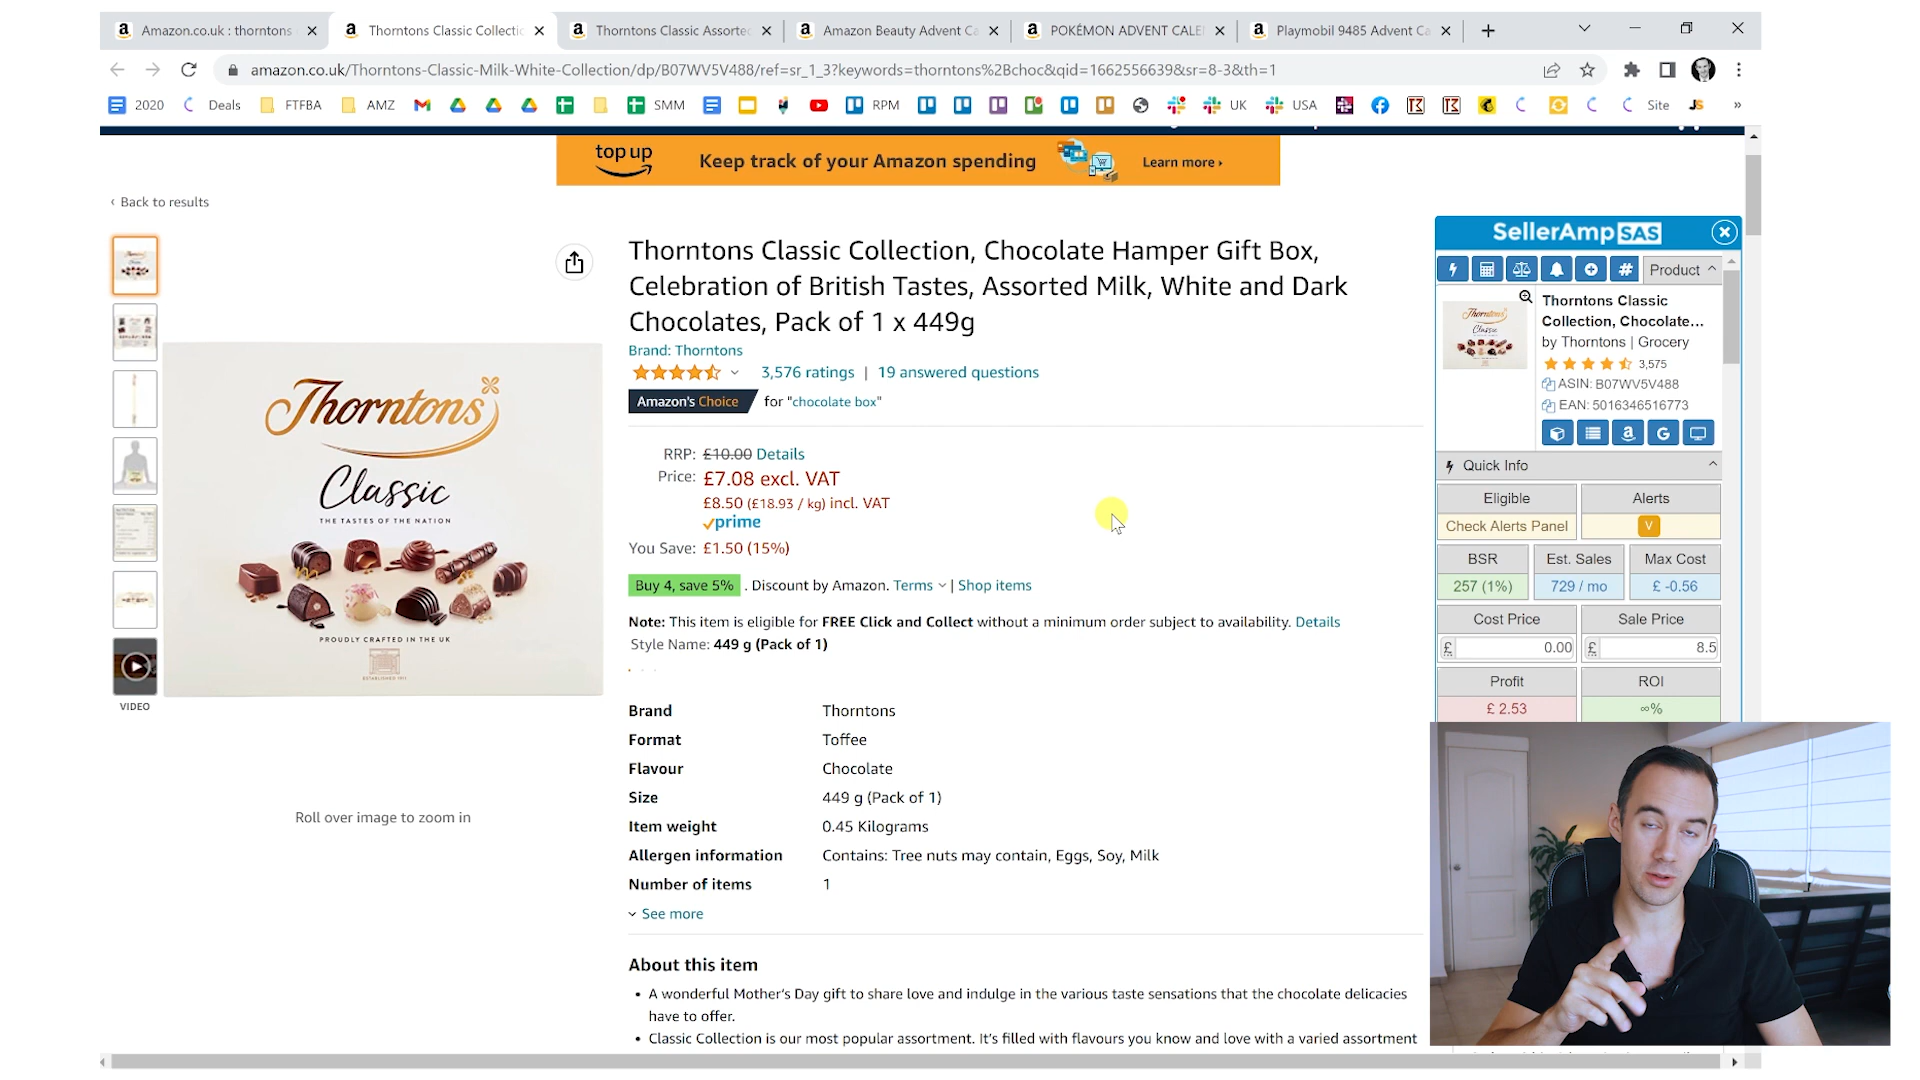 Amazon.co.uk : thorntons
Thorntons Classic Collectic
Thorntons Classic Assorte
Amazon Beauty Advent Ca
POKÉMON ADVENT CALE
Playmobil 9485 Advent Ca
amazon.co.uk/Thorntons-Classic-Milk-White-Collection/dp/B07WV5V488/ref=sr_1_3?keywords=thorntons%2Bchoc&qid=1662556639&sr=8-3&th=1
2020 Deals FTFBA AMZ SMM RPM UK USA Site »
top up Keep track of your Amazon spending Learn more ›
‹ Back to results
Thorntons Classic Collection, Chocolate Hamper Gift Box,
Celebration of British Tastes, Assorted Milk, White and Dark
Chocolates, Pack of 1 x 449g
Brand: Thorntons
3,576 ratings | 19 answered questions
Amazon's Choice for "chocolate box"
RRP: £10.00 Details
Price: £7.08 excl. VAT
£8.50 (£18.93 / kg) incl. VAT
prime
You Save: £1.50 (15%)
Buy 4, save 5% . Discount by Amazon. Terms | Shop items
Note: This item is eligible for FREE Click and Collect without a minimum order subject to availability. Details
Style Name: 449 g (Pack of 1)
Brand Thorntons
Format Toffee
Flavour Chocolate
Size 449 g (Pack of 1)
Item weight 0.45 Kilograms
Allergen information Contains: Tree nuts may contain, Eggs, Soy, Milk
Number of items 1
See more
About this item
• A wonderful Mother's Day gift to share love and indulge in the various taste sensations that the chocolate delicacies
have to offer.
• Classic Collection is our most popular assortment. It's filled with flavours you know and love with a varied assortment
Thorntons
Classic
THE TASTES OF THE NATION
PROUDLY CRAFTED IN THE UK
ESTABLISHED 1911
VIDEO
Roll over image to zoom in
SellerAmp SAS
Product
Thorntons Classic
Collection, Chocolate...
by Thorntons | Grocery
3,575
ASIN: B07WV5V488
EAN: 5016346516773
Quick Info
Eligible Alerts
Check Alerts Panel V
BSR Est. Sales Max Cost
257 (1%) 729 / mo £ -0.56
Cost Price Sale Price
£ 0.00 £ 8.5
Profit ROI
£ 2.53 ∞%